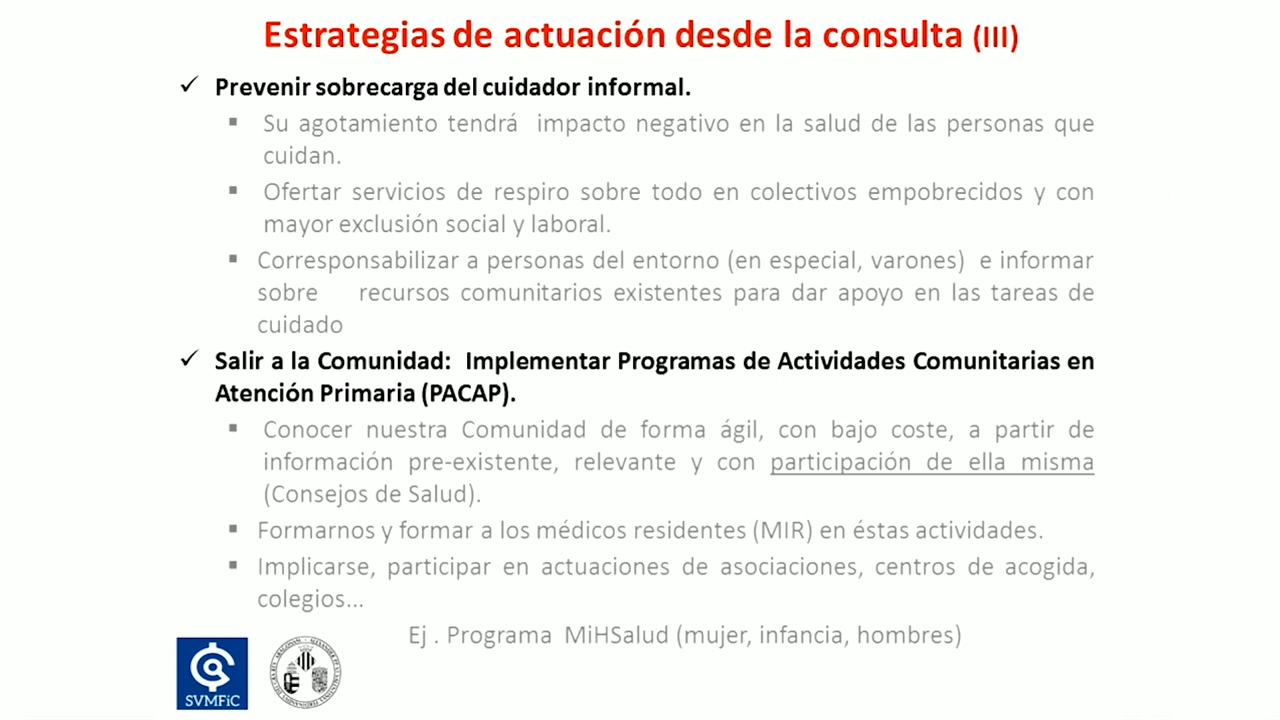 Estrategias de actuación desde la consulta (III)
✓ Prevenir sobrecarga del cuidador informal.
▪ Su agotamiento tendrá impacto negativo en la salud de las personas que
cuidan.
▪ Ofertar servicios de respiro sobre todo en colectivos empobrecidos y con
mayor exclusión social y laboral.
▪ Corresponsabilizar a personas del entorno (en especial, varones) e informar
sobre recursos comunitarios existentes para dar apoyo en las tareas de
cuidado
✓ Salir a la Comunidad: Implementar Programas de Actividades Comunitarias en
Atención Primaria (PACAP).
▪ Conocer nuestra Comunidad de forma ágil, con bajo coste, a partir de
información pre-existente, relevante y con participación de ella misma
(Consejos de Salud).
▪ Formarnos y formar a los médicos residentes (MIR) en éstas actividades.
▪ Implicarse, participar en actuaciones de asociaciones, centros de acogida,
colegios...
Ej . Programa MiHSalud (mujer, infancia, hombres)
SVMFiC